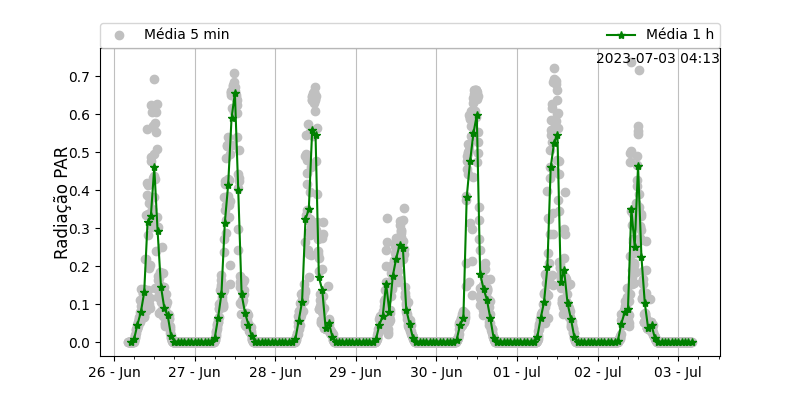 Média 5 min
Média 1 h
2023-07-03 04:13
Radiação PAR
0.7
0.6
0.5
0.4
0.3
0.2
0.1
0.0
26 - Jun
27 - Jun
28 - Jun
29 - Jun
30 - Jun
01 - Jul
02 - Jul
03 - Jul